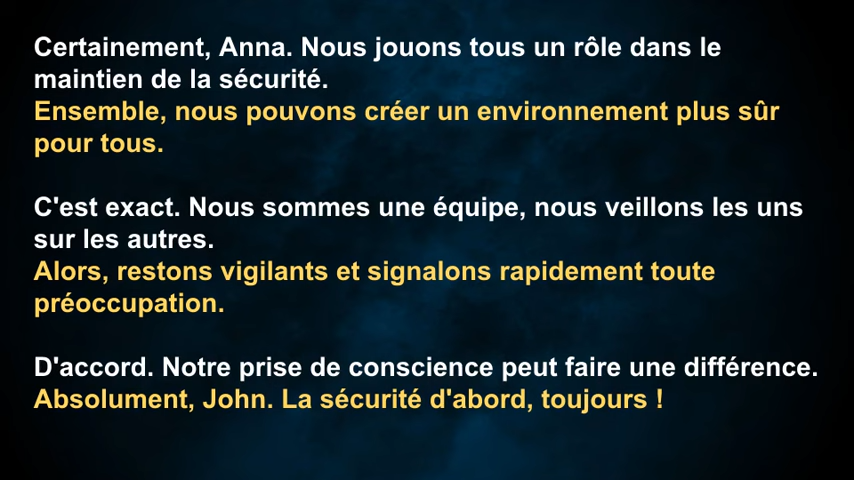 Certainement, Anna. Nous jouons tous un rôle dans le
maintien de la sécurité.
Ensemble, nous pouvons créer un environnement plus sûr
pour tous.
C'est exact. Nous sommes une équipe, nous veillons les uns
sur les autres.
Alors, restons vigilants et signalons rapidement toute
préoccupation.
D'accord. Notre prise de conscience peut faire une différence.
Absolument, John. La sécurité d'abord, toujours !